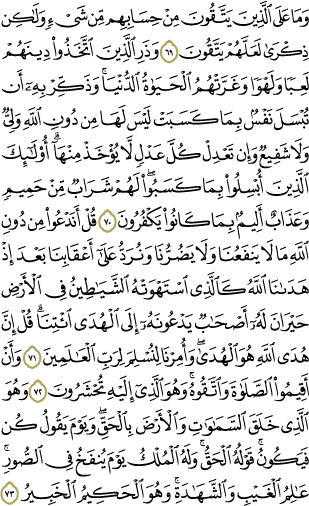 وَمَا عَلَى ٱلَّذِينَ يَتَّقُونَ مِنْ حِسَابِهِم مِّن شَىْءٍ وَلَٰكِن
ذِكْرَىٰ لَعَلَّهُمْ يَتَّقُونَ ٦٩ وَذَرِ ٱلَّذِينَ ٱتَّخَذُوا۟ دِينَهُمْ
لَعِبًا وَلَهْوًا وَغَرَّتْهُمُ ٱلْحَيَوٰةُ ٱلدُّنْيَا ۚ وَذَكِّرْ بِهِۦٓ أَن
تُبْسَلَ نَفْسٌۢ بِمَا كَسَبَتْ لَيْسَ لَهَا مِن دُونِ ٱللَّهِ وَلِىٌّ
وَلَا شَفِيعٌ وَإِن تَعْدِلْ كُلَّ عَدْلٍ لَّا يُؤْخَذْ مِنْهَآ ۗ أُو۟لَٰٓئِكَ
ٱلَّذِينَ أُبْسِلُوا۟ بِمَا كَسَبُوا۟ ۖ لَهُمْ شَرَابٌ مِّنْ حَمِيمٍ
وَعَذَابٌ أَلِيمٌۢ بِمَا كَانُوا۟ يَكْفُرُونَ ٧٠ قُلْ أَنَدْعُوا۟ مِن دُونِ
ٱللَّهِ مَا لَا يَنفَعُنَا وَلَا يَضُرُّنَا وَنُرَدُّ عَلَىٰٓ أَعْقَابِنَا بَعْدَ إِذْ
هَدَىٰنَا ٱللَّهُ كَٱلَّذِى ٱسْتَهْوَتْهُ ٱلشَّيَٰطِينُ فِى ٱلْأَرْضِ
حَيْرَانَ لَهُۥٓ أَصْحَٰبٌ يَدْعُونَهُۥٓ إِلَى ٱلْهُدَى ٱئْتِنَا ۗ قُلْ إِنَّ
هُدَى ٱللَّهِ هُوَ ٱلْهُدَىٰ ۖ وَأُمِرْنَا لِنُسْلِمَ لِرَبِّ ٱلْعَٰلَمِينَ ٧١ وَأَنْ
أَقِيمُوا۟ ٱلصَّلَوٰةَ وَٱتَّقُوهُ ۚ وَهُوَ ٱلَّذِىٓ إِلَيْهِ تُحْشَرُونَ ٧٢ وَهُوَ
ٱلَّذِى خَلَقَ ٱلسَّمَٰوَٰتِ وَٱلْأَرْضَ بِٱلْحَقِّ ۖ وَيَوْمَ يَقُولُ كُن
فَيَكُونُ ۚ قَوْلُهُ ٱلْحَقُّ ۚ وَلَهُ ٱلْمُلْكُ يَوْمَ يُنفَخُ فِى ٱلصُّورِ ۚ
عَٰلِمُ ٱلْغَيْبِ وَٱلشَّهَٰدَةِ ۚ وَهُوَ ٱلْحَكِيمُ ٱلْخَبِيرُ ٧٣